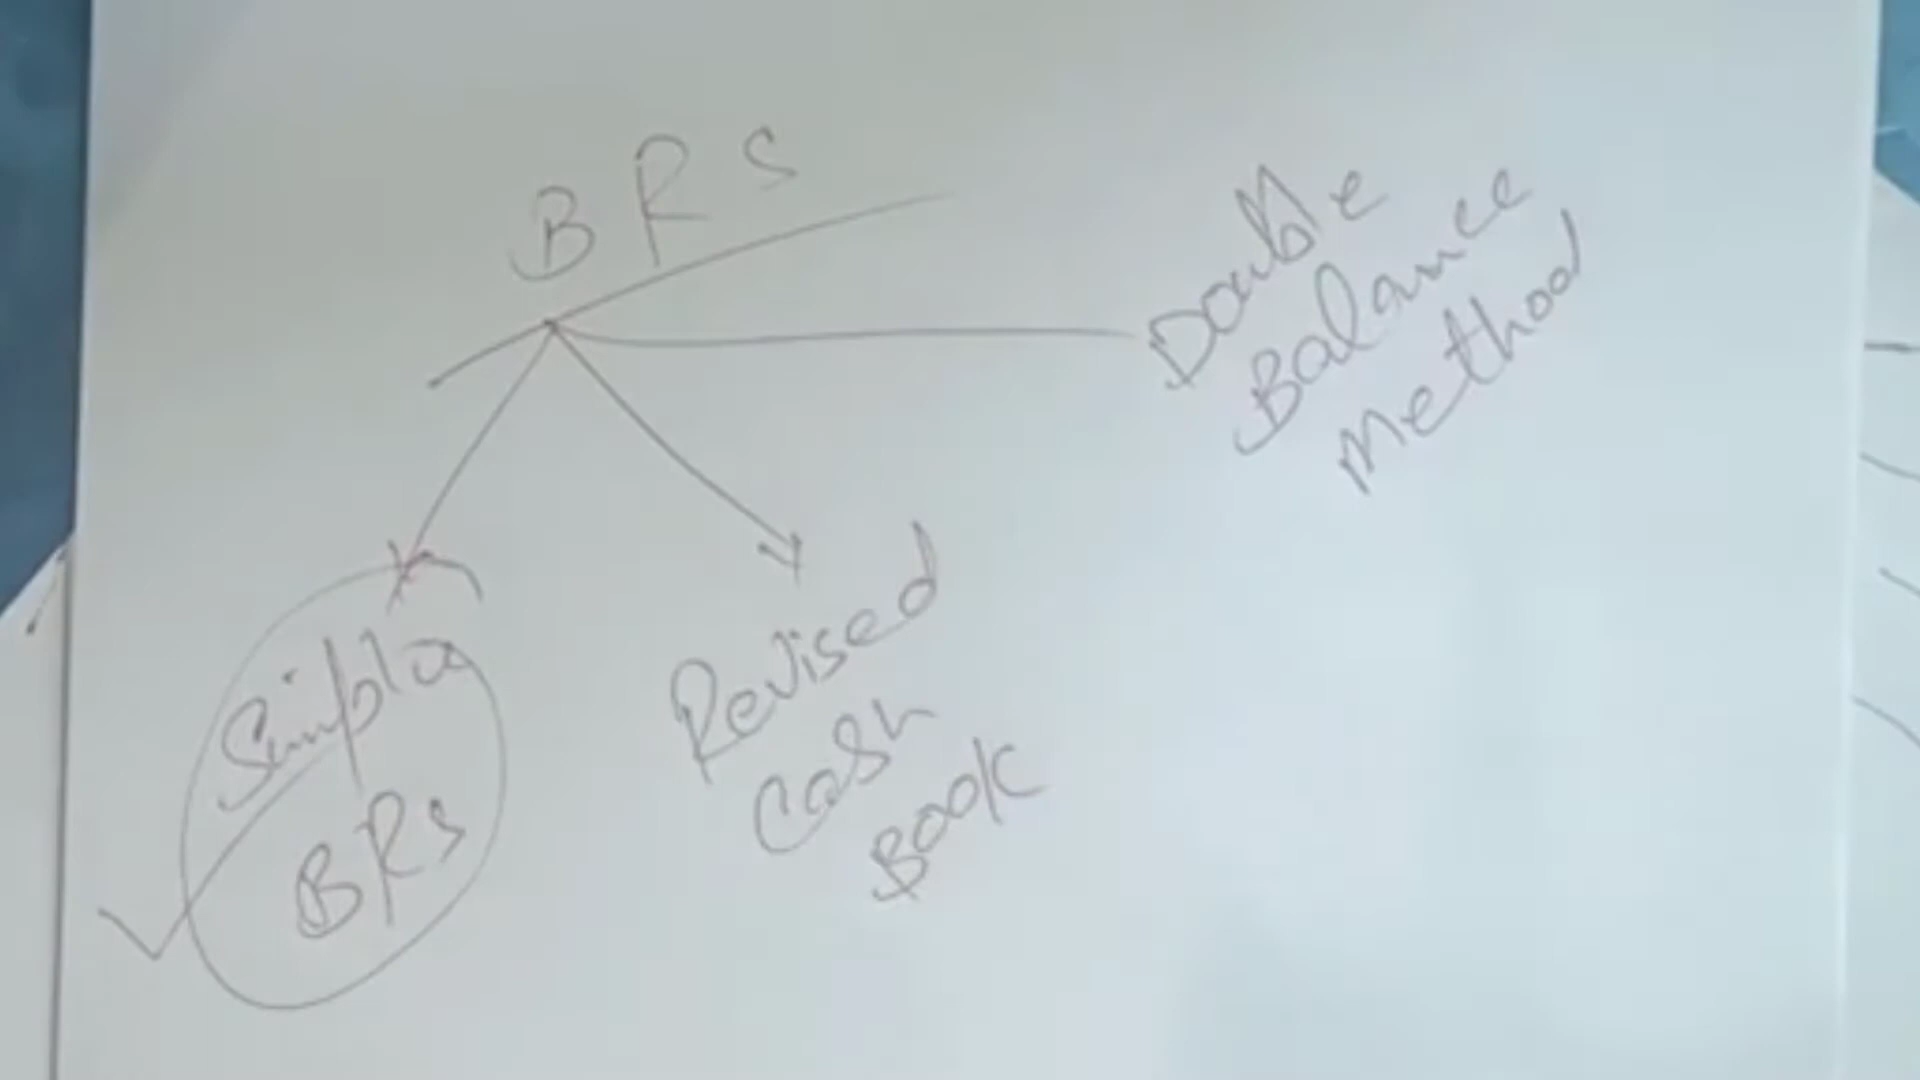 BRS
Double
Balance
Method
Simple
BRS
Revised
Cash
Book